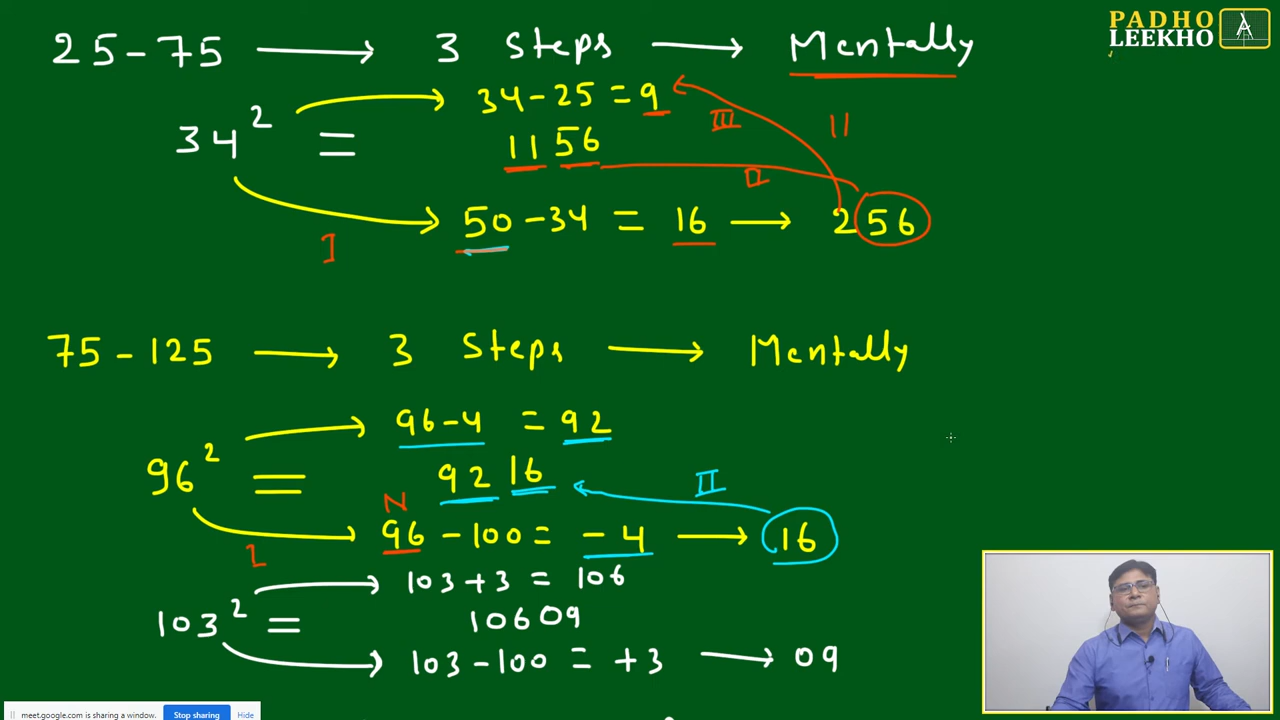 PADHO
LEEKHO
25-75 → 3 Steps → Mentally
34-25 = 9
III
II
34² = 1156
II
50-34 = 16 → 256
I
75-125 → 3 Steps → Mentally
96-4 = 92
96² = 92 16
II
N
96-100 = -4 → 16
I
103+3 = 106
103² = 10609
103-100 = +3 → 09
meet.google.com is sharing a window. Stop sharing Hide